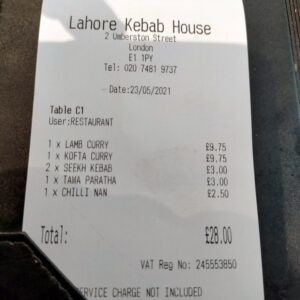 Lahore Kebab House
2 Umberston Street
London
E1 1PY
Tel: 020 7481 9737
Date:23/05/2021
Table C1
User:RESTAURANT
1 x LAMB CURRY £9.75
1 x KOFTA CURRY £9.75
2 x SEEKH KEBAB £3.00
1 x TAWA PARATHA £3.00
1 x CHILLI NAN £2.50
Total: £28.00
VAT Reg No: 245553850
SERVICE CHARGE NOT INCLUDED